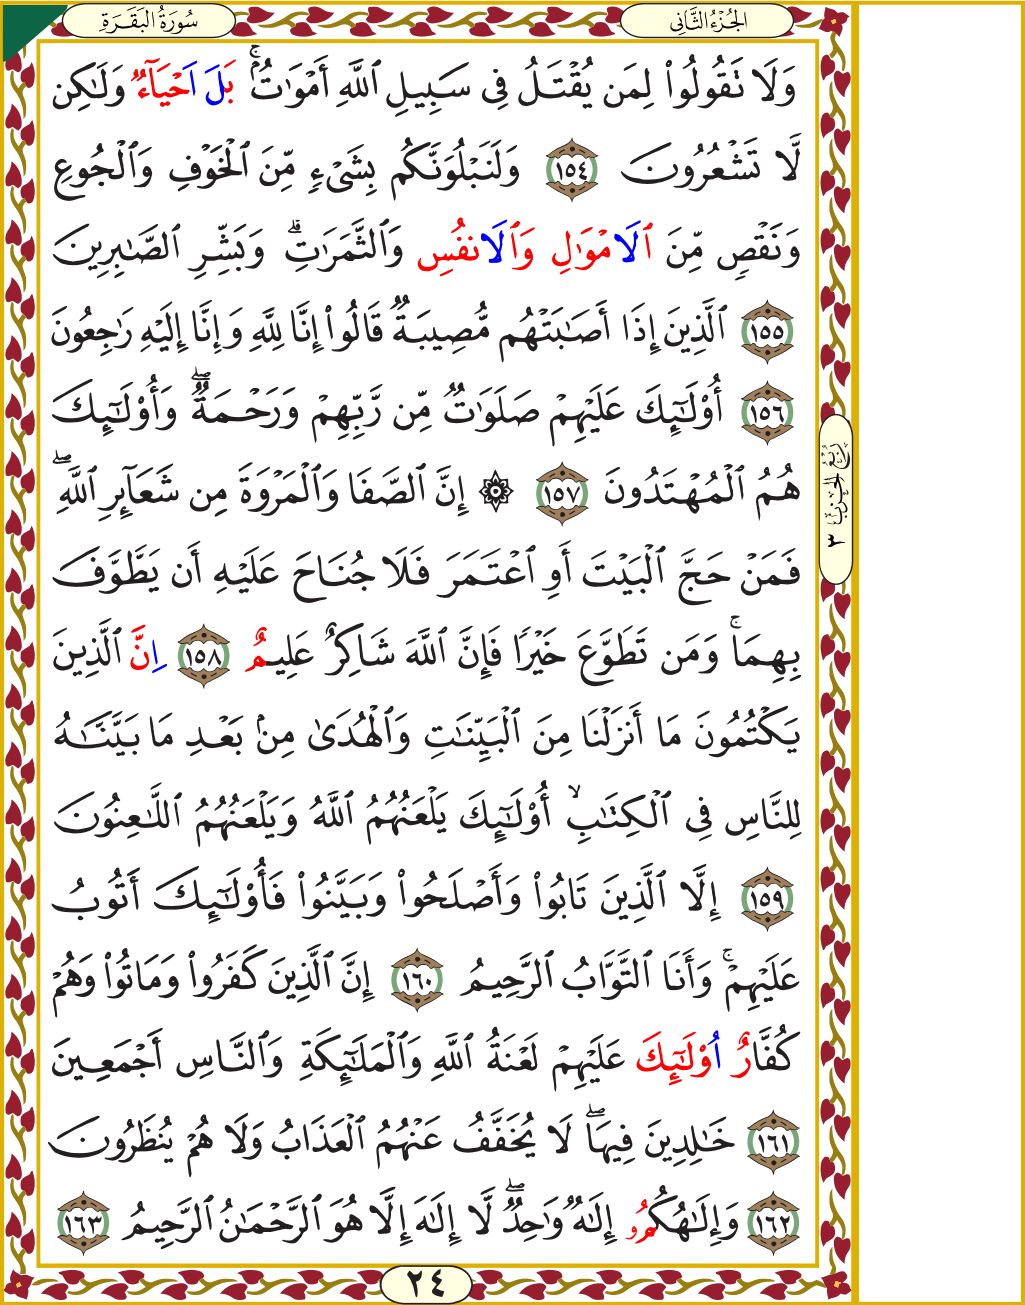 سُورَةُ البَقَرَةِ
الجُزْءُ الثَّانِي
وَلَا تَقُولُوا۟ لِمَن يُقْتَلُ فِى سَبِيلِ ٱللَّهِ أَمْوَٰتٌۢ ۚ بَلَ اَحْيَآءٌ وَلَٰكِن
لَّا تَشْعُرُونَ ١٥٤ وَلَنَبْلُوَنَّكُم بِشَىْءٍ مِّنَ ٱلْخَوْفِ وَٱلْجُوعِ
وَنَقْصٍ مِّنَ ٱلَامْوَٰلِ وَٱلَانفُسِ وَٱلثَّمَرَٰتِ ۗ وَبَشِّرِ ٱلصَّٰبِرِينَ
١٥٥ ٱلَّذِينَ إِذَا أَصَٰبَتْهُم مُّصِيبَةٌ قَالُوا۟ إِنَّا لِلَّهِ وَإِنَّا إِلَيْهِ رَٰجِعُونَ
١٥٦ أُو۟لَٰٓئِكَ عَلَيْهِمْ صَلَوَٰتٌ مِّن رَّبِّهِمْ وَرَحْمَةٌ ۖ وَأُو۟لَٰٓئِكَ
هُمُ ٱلْمُهْتَدُونَ ١٥٧ ۞ إِنَّ ٱلصَّفَا وَٱلْمَرْوَةَ مِن شَعَآئِرِ ٱللَّهِ ۖ
فَمَنْ حَجَّ ٱلْبَيْتَ أَوِ ٱعْتَمَرَ فَلَا جُنَاحَ عَلَيْهِ أَن يَطَّوَّفَ
بِهِمَا ۚ وَمَن تَطَوَّعَ خَيْرًا فَإِنَّ ٱللَّهَ شَاكِرٌ عَلِيمٌ ١٥٨ اِنَّ ٱلَّذِينَ
يَكْتُمُونَ مَا أَنزَلْنَا مِنَ ٱلْبَيِّنَٰتِ وَٱلْهُدَىٰ مِنۢ بَعْدِ مَا بَيَّنَّٰهُ
لِلنَّاسِ فِى ٱلْكِتَٰبِ ۙ أُو۟لَٰٓئِكَ يَلْعَنُهُمُ ٱللَّهُ وَيَلْعَنُهُمُ ٱللَّٰعِنُونَ
١٥٩ إِلَّا ٱلَّذِينَ تَابُوا۟ وَأَصْلَحُوا۟ وَبَيَّنُوا۟ فَأُو۟لَٰٓئِكَ أَتُوبُ
عَلَيْهِمْ ۚ وَأَنَا ٱلتَّوَّابُ ٱلرَّحِيمُ ١٦٠ إِنَّ ٱلَّذِينَ كَفَرُوا۟ وَمَاتُوا۟ وَهُمْ
كُفَّارٌ اُو۟لَٰٓئِكَ عَلَيْهِمْ لَعْنَةُ ٱللَّهِ وَٱلْمَلَٰٓئِكَةِ وَٱلنَّاسِ أَجْمَعِينَ
١٦١ خَٰلِدِينَ فِيهَا ۖ لَا يُخَفَّفُ عَنْهُمُ ٱلْعَذَابُ وَلَا هُمْ يُنظَرُونَ
١٦٢ وَإِلَٰهُكُمُۥ إِلَٰهٌ وَٰحِدٌ ۖ لَّا إِلَٰهَ إِلَّا هُوَ ٱلرَّحْمَٰنُ ٱلرَّحِيمُ ١٦٣
رُبْعُ الحِزْبِ ٣
٢٤